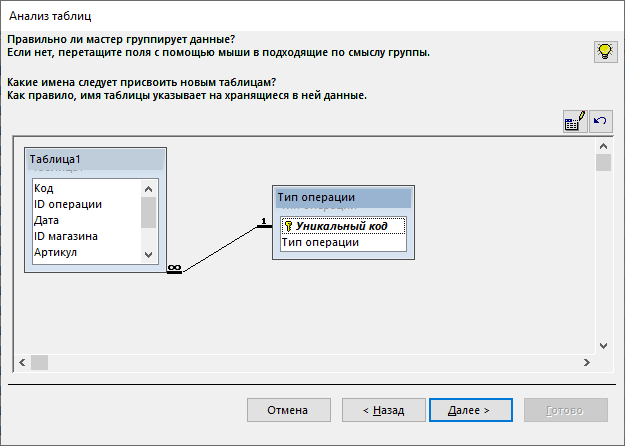 Анализ таблиц
Правильно ли мастер группирует данные?
Если нет, перетащите поля с помощью мыши в подходящие по смыслу группы.
Какие имена следует присвоить новым таблицам?
Как правило, имя таблицы указывает на хранящиеся в ней данные.
Таблица1
Код
ID операции
Дата
ID магазина
Артикул
∞
1
Тип операции
Уникальный код
Тип операции
Отмена
< Назад
Далее >
Готово